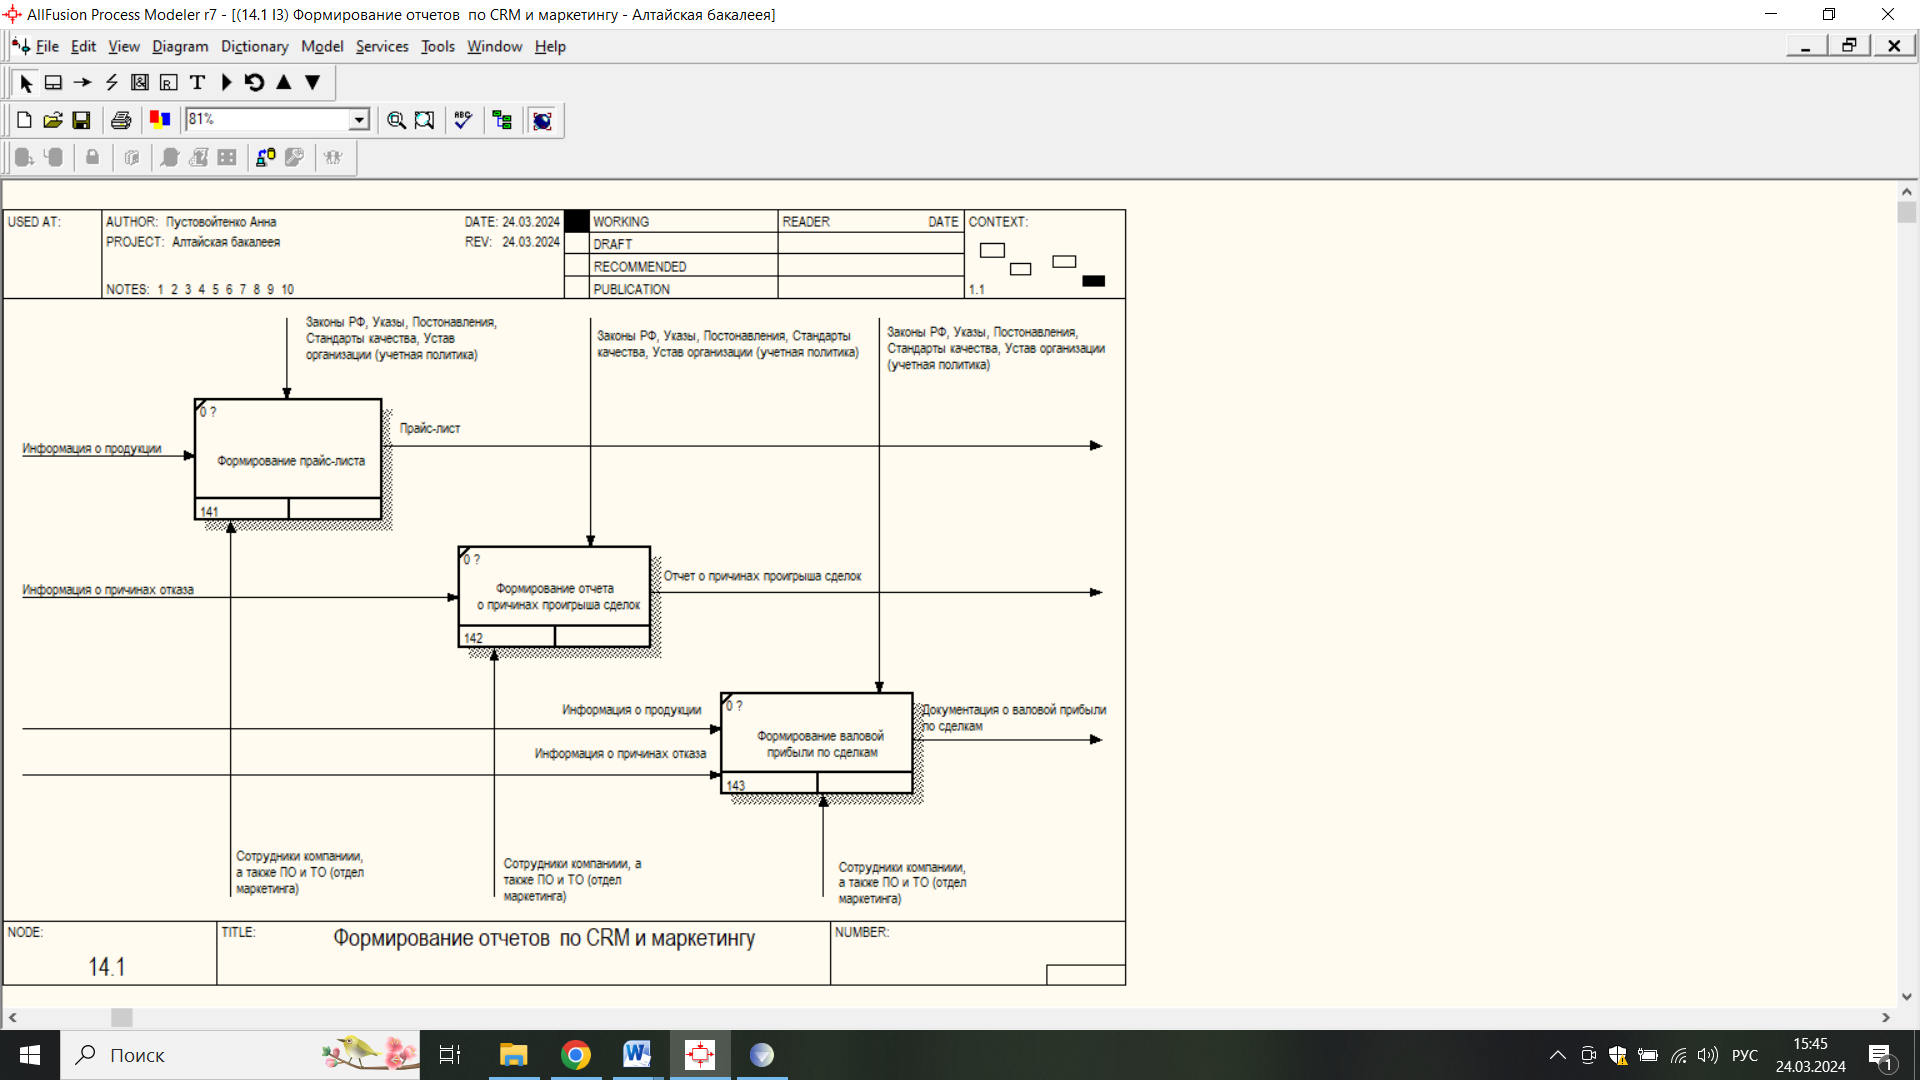 AllFusion Process Modeler r7 - [(14.1 I3) Формирование отчетов  по CRM и маркетингу - Алтайская бакалеея]
File Edit View Diagram Dictionary Model Services Tools Window Help
81%
USED AT:
AUTHOR: Пустовойтенко Анна
DATE: 24.03.2024
PROJECT: Алтайская бакалеея
REV: 24.03.2024
NOTES: 1 2 3 4 5 6 7 8 9 10
WORKING
DRAFT
RECOMMENDED
PUBLICATION
READER DATE
CONTEXT:
1.1
Законы РФ, Указы, Постонавления,
Стандарты качества, Устав
организации (учетная политика)
Законы РФ, Указы, Постонавления, Стандарты
качества, Устав организации (учетная политика)
Законы РФ, Указы, Постонавления,
Стандарты качества, Устав организации
(учетная политика)
0 ?
Информация о продукции
Формирование прайс-листа
141
Прайс-лист
0 ?
Информация о причинах отказа
Формирование отчета
о причинах проигрыша сделок
142
Отчет о причинах проигрыша сделок
Информация о продукции
Информация о причинах отказа
0 ?
Формирование валовой
прибыли по сделкам
143
Документация о валовой прибыли
по сделкам
Сотрудники компаниии,
а также ПО и ТО (отдел
маркетинга)
Сотрудники компаниии, а
также ПО и ТО (отдел
маркетинга)
Сотрудники компаниии,
а также ПО и ТО (отдел
маркетинга)
NODE:
14.1
TITLE:
Формирование отчетов  по CRM и маркетингу
NUMBER:
Поиск
РУС
15:45
24.03.2024
1